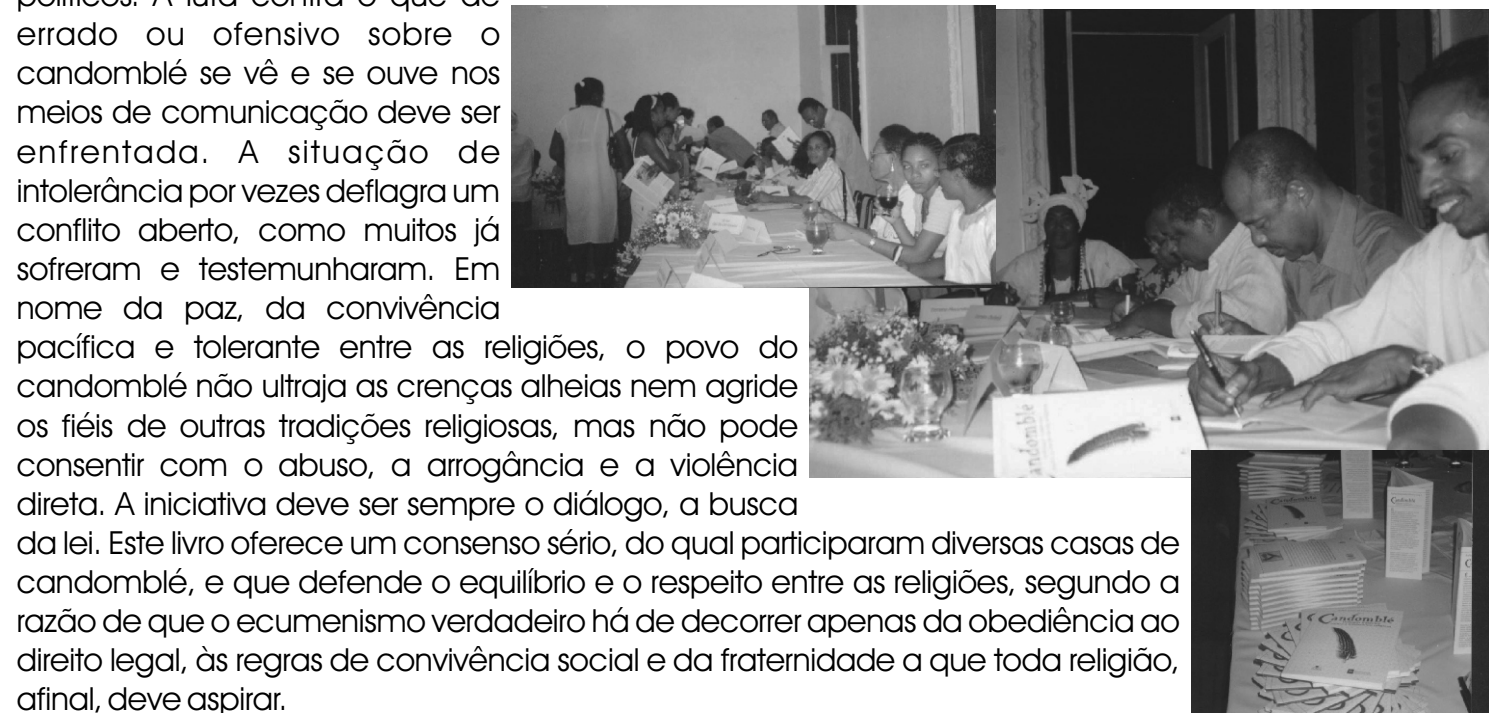 políticos. A luta contra o que de
errado ou ofensivo sobre o
candomblé se vê e se ouve nos
meios de comunicação deve ser
enfrentada. A situação de
intolerância por vezes deflagra um
conflito aberto, como muitos já
sofreram e testemunharam. Em
nome da paz, da convivência
pacífica e tolerante entre as religiões, o povo do
candomblé não ultraja as crenças alheias nem agride
os fiéis de outras tradições religiosas, mas não pode
consentir com o abuso, a arrogância e a violência
direta. A iniciativa deve ser sempre o diálogo, a busca
da lei. Este livro oferece um consenso sério, do qual participaram diversas casas de
candomblé, e que defende o equilíbrio e o respeito entre as religiões, segundo a
razão de que o ecumenismo verdadeiro há de decorrer apenas da obediência ao
direito legal, às regras de convivência social e da fraternidade a que toda religião,
afinal, deve aspirar.
andomblé
Candomblé